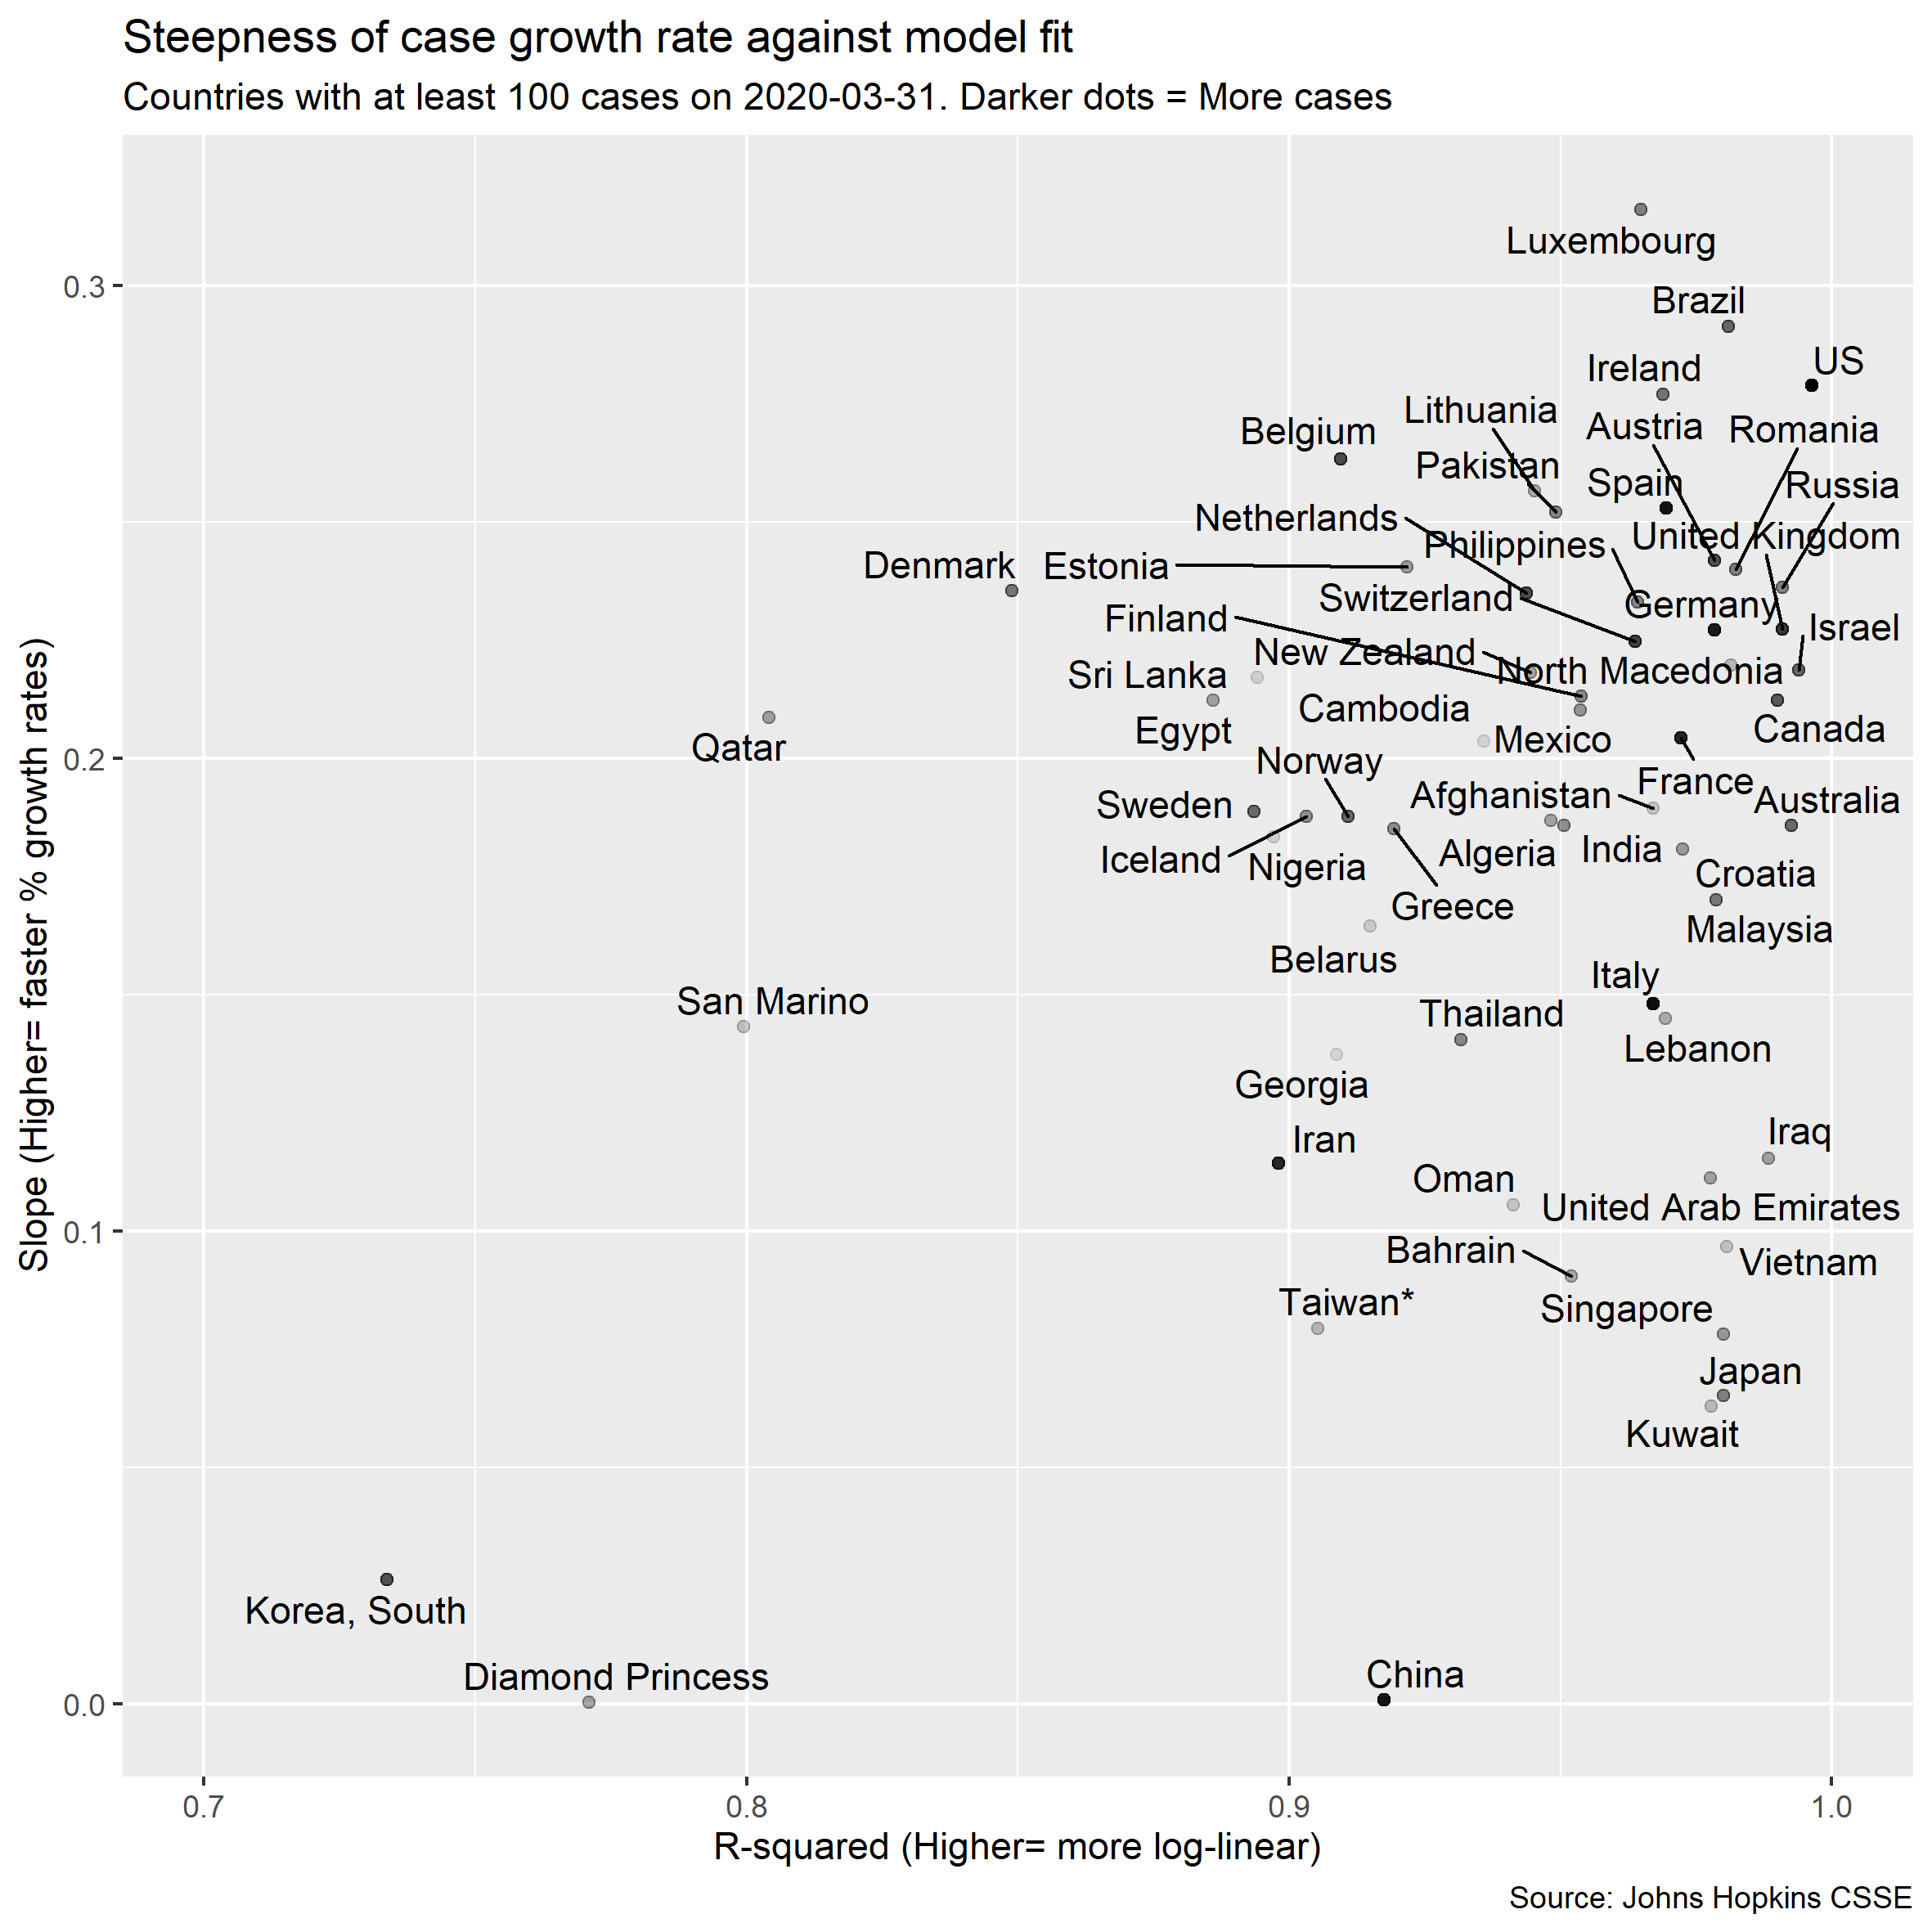 Steepness of case growth rate against model fit
Countries with at least 100 cases on 2020-03-31. Darker dots = More cases
Slope (Higher= faster % growth rates)
0.3
0.2
0.1
0.0
Luxembourg
Brazil
US
Ireland
Lithuania
Austria
Romania
Belgium
Pakistan
Spain
Russia
Netherlands
United Kingdom
Philippines
Denmark
Estonia
Switzerland
Germany
Finland
Israel
New Zealand
North Macedonia
Sri Lanka
Cambodia
Egypt
Canada
Mexico
Qatar
Norway
France
Afghanistan
Australia
Sweden
India
Algeria
Iceland
Nigeria
Croatia
Greece
Malaysia
Belarus
Italy
San Marino
Thailand
Lebanon
Georgia
Iraq
Iran
Oman
United Arab Emirates
Bahrain
Vietnam
Taiwan*
Singapore
Japan
Kuwait
Korea, South
China
Diamond Princess
0.7
0.8
0.9
1.0
R-squared (Higher= more log-linear)
Source: Johns Hopkins CSSE